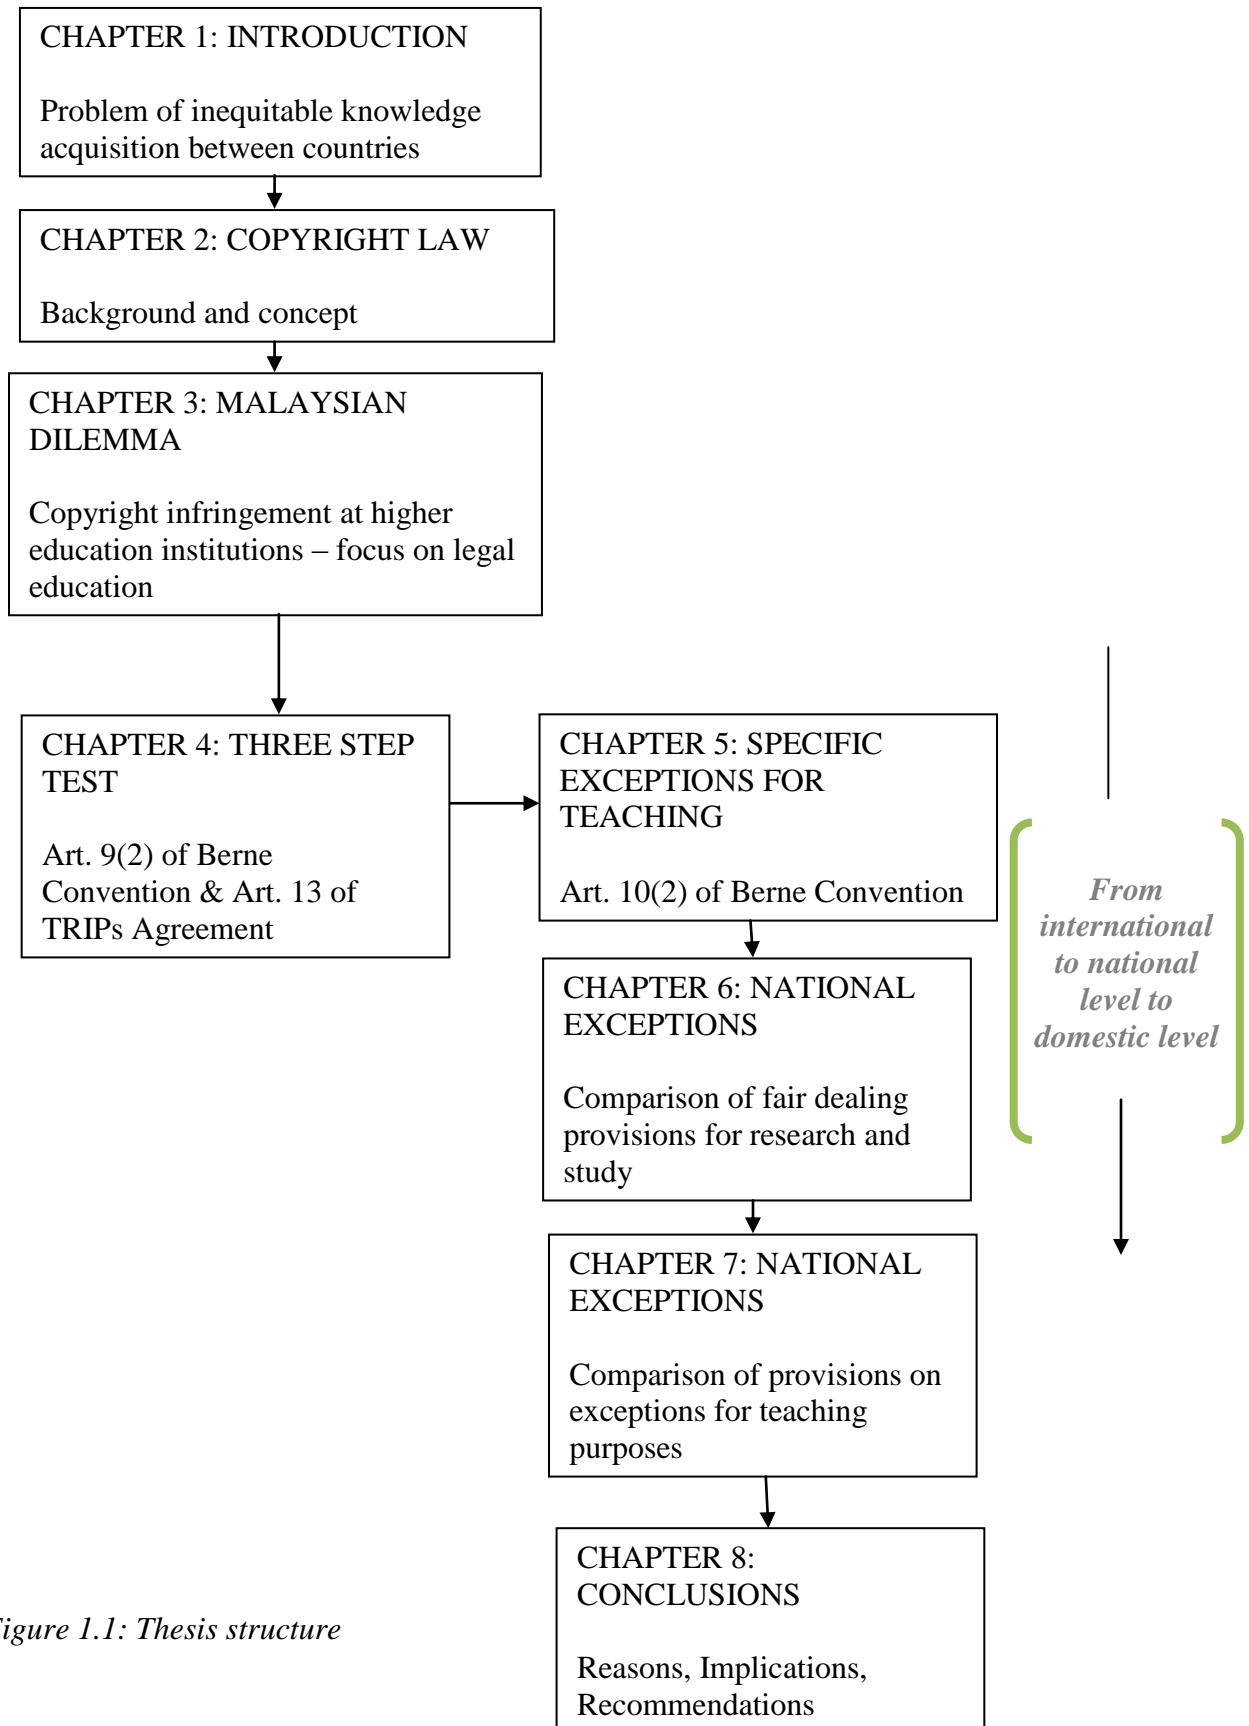 CHAPTER 1: INTRODUCTION
Problem of inequitable knowledge
acquisition between countries
CHAPTER 2: COPYRIGHT LAW
Background and concept
CHAPTER 3: MALAYSIAN
DILEMMA
Copyright infringement at higher
education institutions – focus on legal
education
CHAPTER 4: THREE STEP
TEST
Art. 9(2) of Berne
Convention & Art. 13 of
TRIPs Agreement
CHAPTER 5: SPECIFIC
EXCEPTIONS FOR
TEACHING
Art. 10(2) of Berne Convention
From
international
to national
level to
domestic level
CHAPTER 6: NATIONAL
EXCEPTIONS
Comparison of fair dealing
provisions for research and
study
CHAPTER 7: NATIONAL
EXCEPTIONS
Comparison of provisions on
exceptions for teaching
purposes
CHAPTER 8:
CONCLUSIONS
Reasons, Implications,
Recommendations
Figure 1.1: Thesis structure